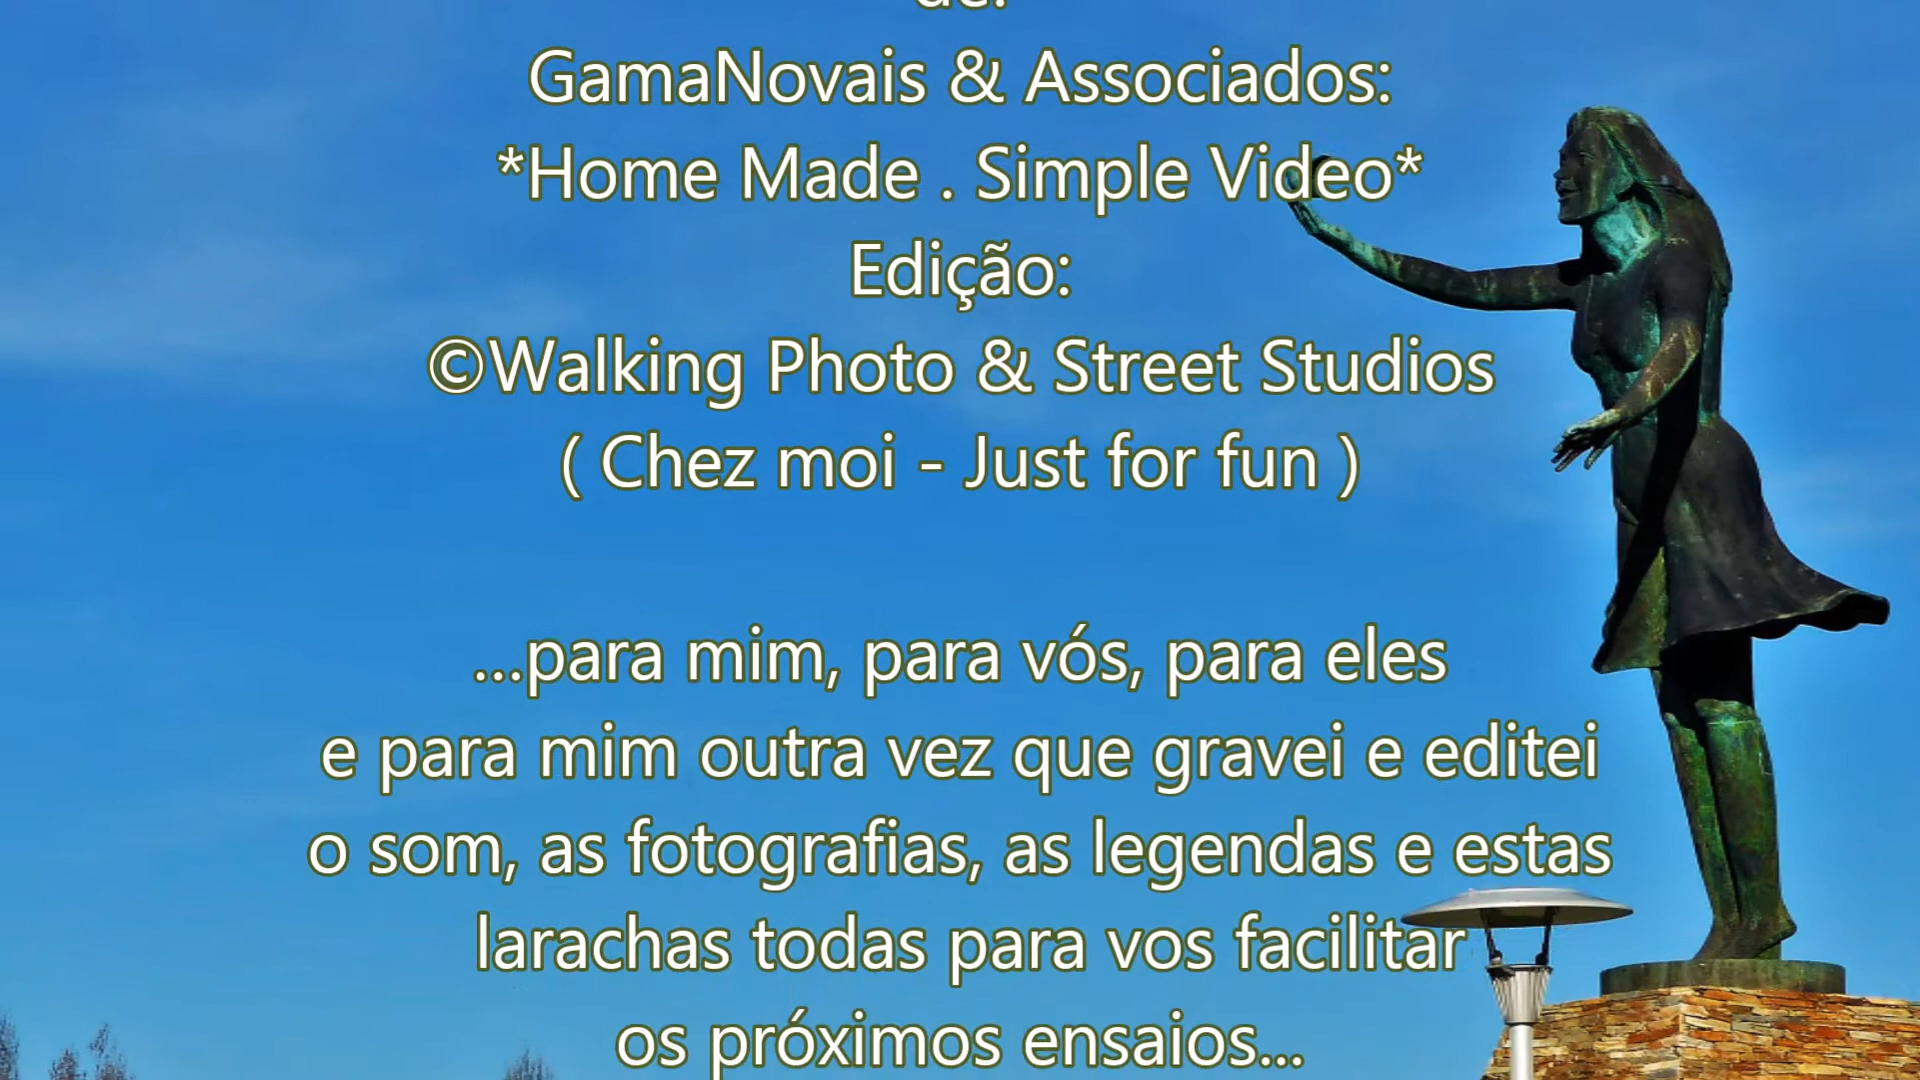 de:
GamaNovais & Associados:
*Home Made . Simple Video*
Edição:
©Walking Photo & Street Studios
( Chez moi - Just for fun )
...para mim, para vós, para eles
e para mim outra vez que gravei e editei
o som, as fotografias, as legendas e estas
larachas todas para vos facilitar
os próximos ensaios...